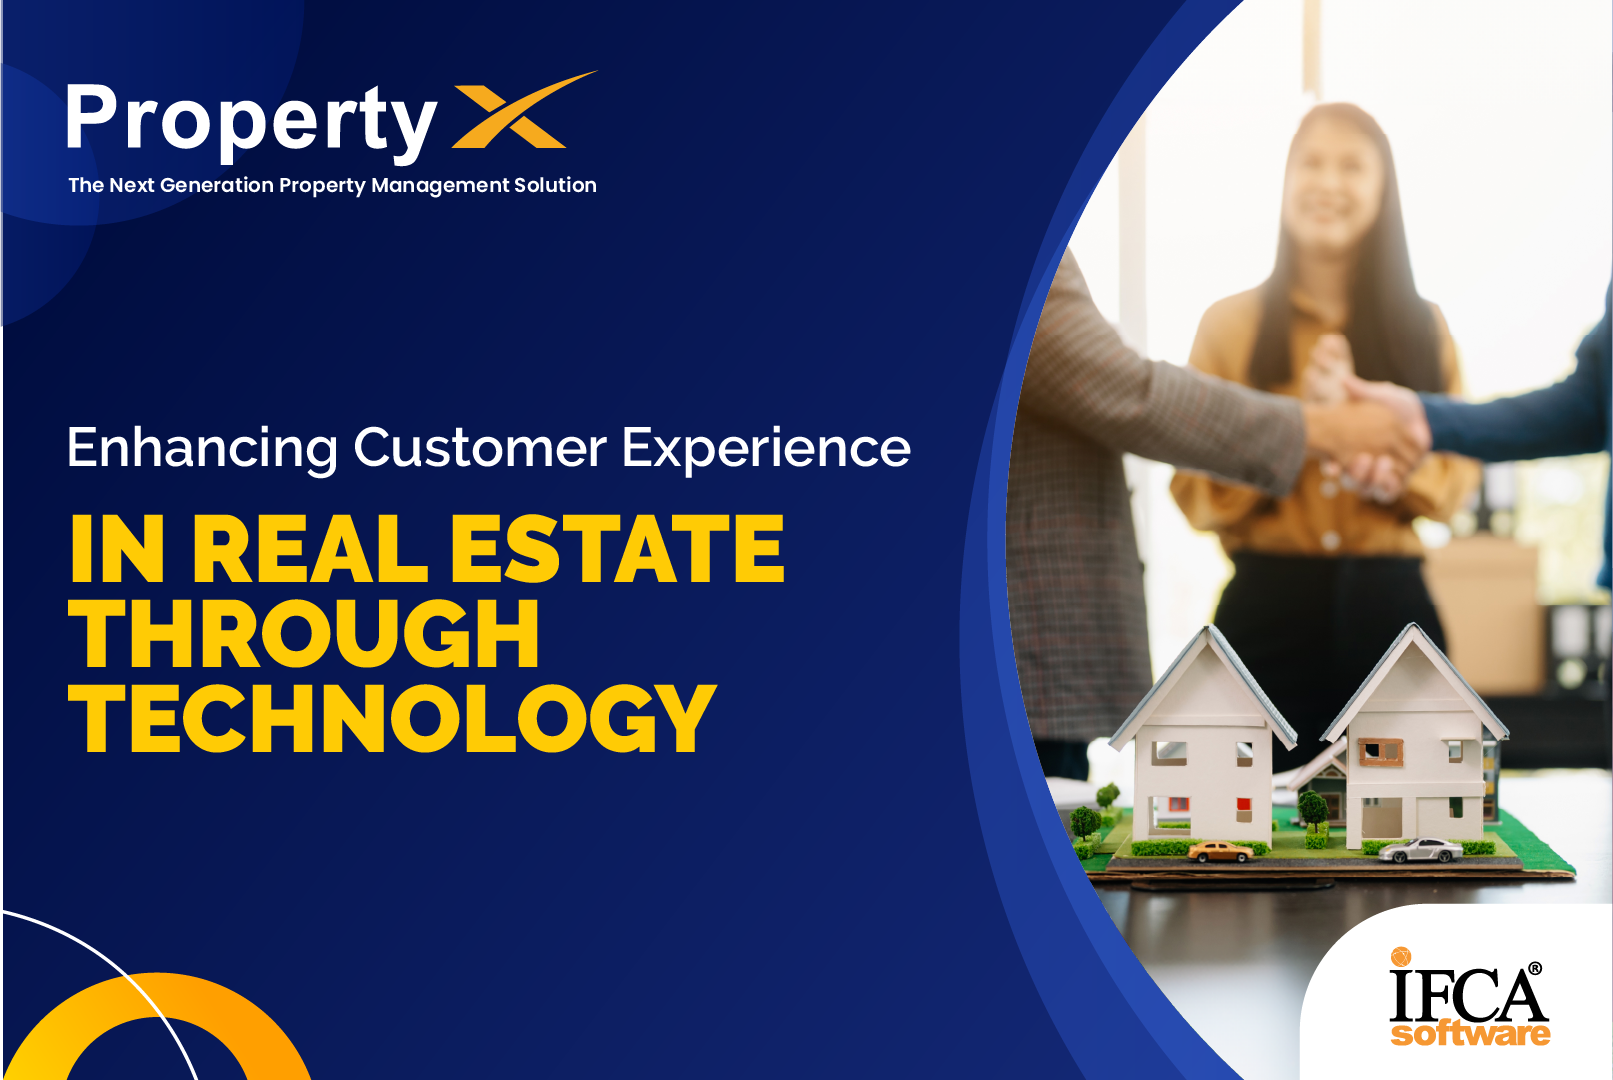 PropertyX
The Next Generation Property Management Solution
Enhancing Customer Experience
IN REAL ESTATE
THROUGH
TECHNOLOGY
iFCA®
software